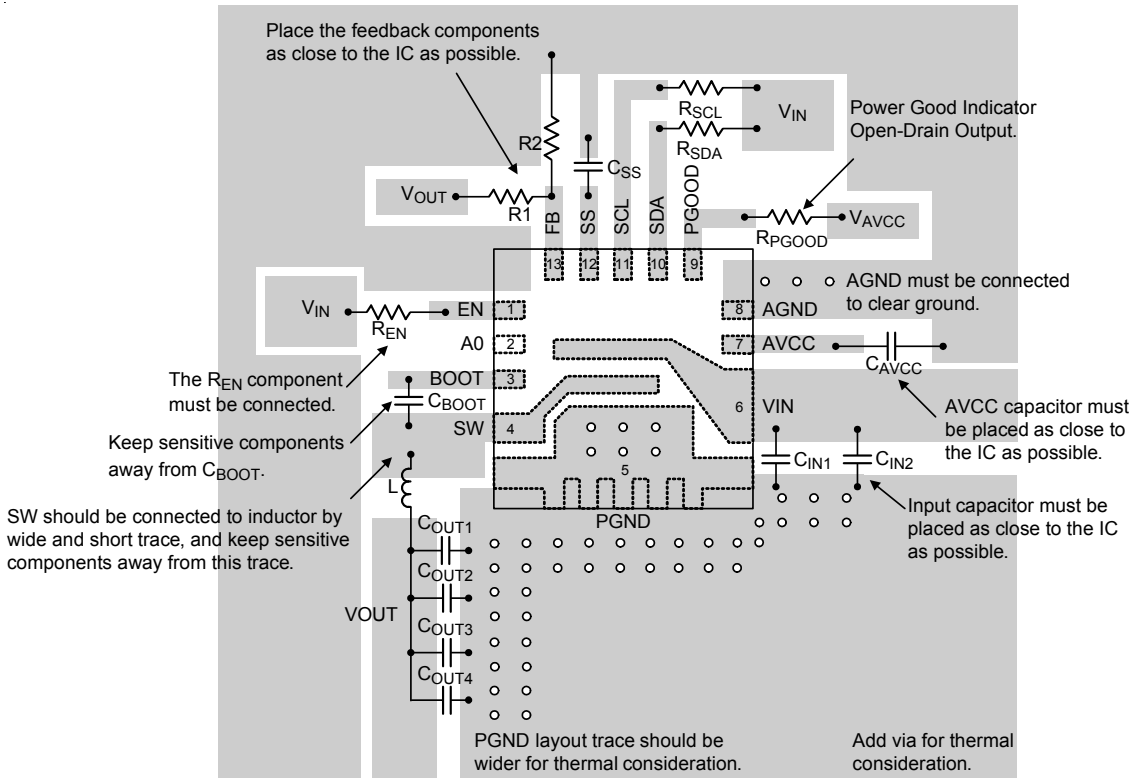 Place the feedback components
as close to the IC as possible.
R2
CSS
RSCL
RSDA
VIN
Power Good Indicator
Open-Drain Output.
VOUT
R1
FB
SS
SCL
SDA
PGOOD
RPGOOD
VAVCC
13
12
11
10
9
VIN
REN
EN
1
8
AGND
AGND must be connected
to clear ground.
A0
2
7
AVCC
CAVCC
The REN component
must be connected.
BOOT
3
CBOOT
6
VIN
SW
4
AVCC capacitor must
be placed as close to
the IC as possible.
Keep sensitive components
away from CBOOT.
CIN1
CIN2
L
5
PGND
Input capacitor must be
placed as close to the IC
as possible.
SW should be connected to inductor by
wide and short trace, and keep sensitive
components away from this trace.
COUT1
COUT2
VOUT
COUT3
COUT4
PGND layout trace should be
wider for thermal consideration.
Add via for thermal
consideration.